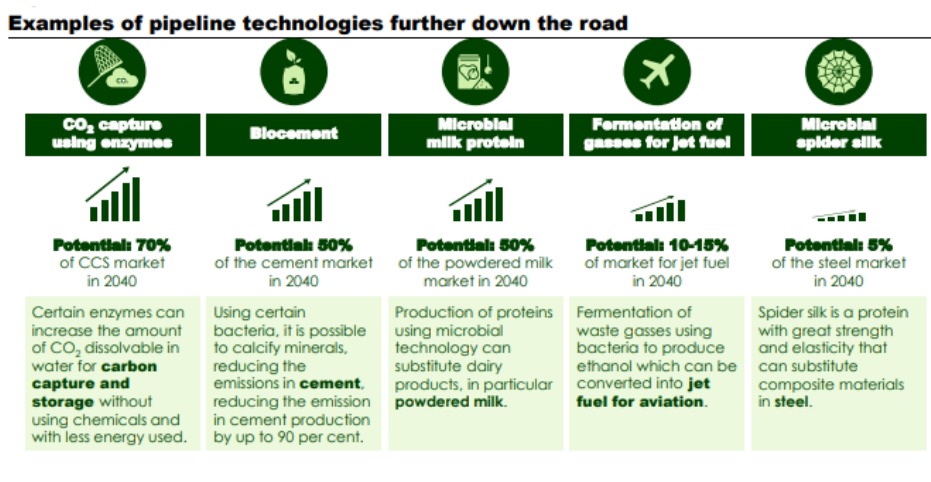 Examples of pipeline technologies further down the road
CO₂
CO₂ capture
using enzymes
Potential: 70%
of CCS market
in 2040
Certain enzymes can
increase the amount
of CO₂ dissolvable in
water for carbon
capture and
storage without
using chemicals and
with less energy used.
Biocement
Potential: 50%
of the cement market
in 2040
Using certain
bacteria, it is possible
to calcify minerals,
reducing the
emissions in cement,
reducing the emission
in cement production
by up to 90 per cent.
Microbial
milk protein
Potential: 50%
of the powdered milk
market in 2040
Production of proteins
using microbial
technology can
substitute dairy
products, in particular
powdered milk.
Fermentation of
gasses for jet fuel
Potential: 10-15%
of market for jet fuel
in 2040
Fermentation of
waste gasses using
bacteria to produce
ethanol which can be
converted into jet
fuel for aviation.
Microbial
spider silk
Potential: 5%
of the steel market
in 2040
Spider silk is a protein
with great strength
and elasticity that
can substitute
composite materials
in steel.